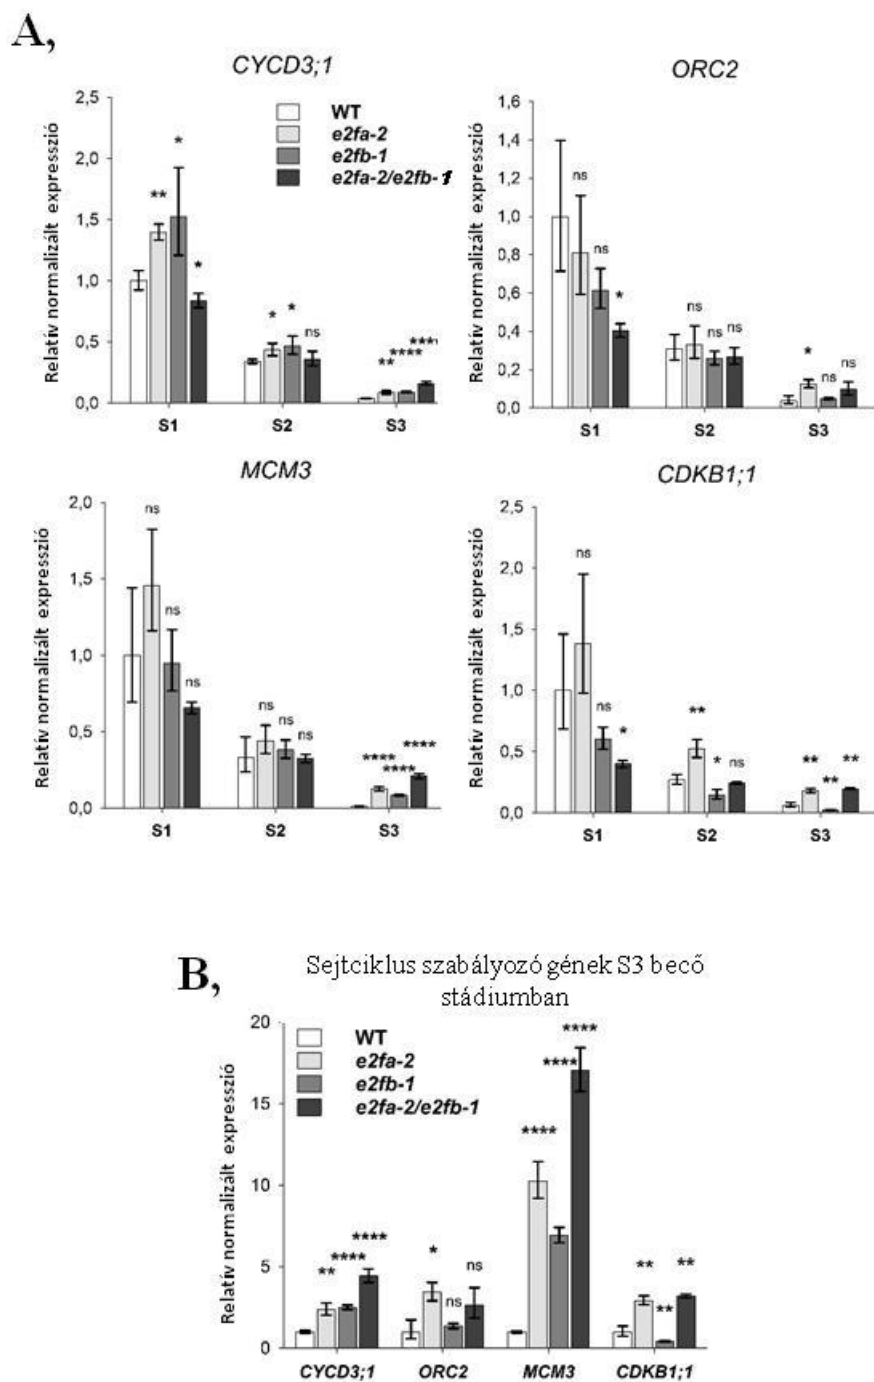 A,
CYCD3;1
Relatív normalizált expresszió
2,5
2,0
1,5
1,0
0,5
0,0
WT
e2fa-2
e2fb-1
e2fa-2/e2fb-1
**
*
*
*
*
ns
**
****
****
S1 S2 S3
ORC2
Relatív normalizált expresszió
1,6
1,4
1,2
1,0
0,8
0,6
0,4
0,2
0,0
ns
ns
*
ns
ns
ns
*
ns
ns
S1 S2 S3
MCM3
Relatív normalizált expresszió
2,0
1,5
1,0
0,5
0,0
ns
ns
ns
ns
ns
ns
****
****
****
S1 S2 S3
CDKB1;1
Relatív normalizált expresszió
2,5
2,0
1,5
1,0
0,5
0,0
ns
ns
*
**
*
ns
**
**
**
S1 S2 S3
B,
Sejtciklus szabályozó gének S3 becő
stádiumban
Relatív normalizált expresszió
20
15
10
5
0
WT
e2fa-2
e2fb-1
e2fa-2/e2fb-1
**
****
****
*
ns
ns
****
****
****
**
**
**
CYCD3;1 ORC2 MCM3 CDKB1;1